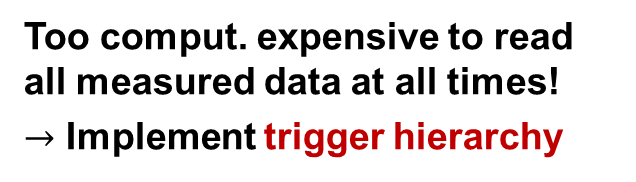 Too comput. expensive to read
all measured data at all times!
→ Implement trigger hierarchy